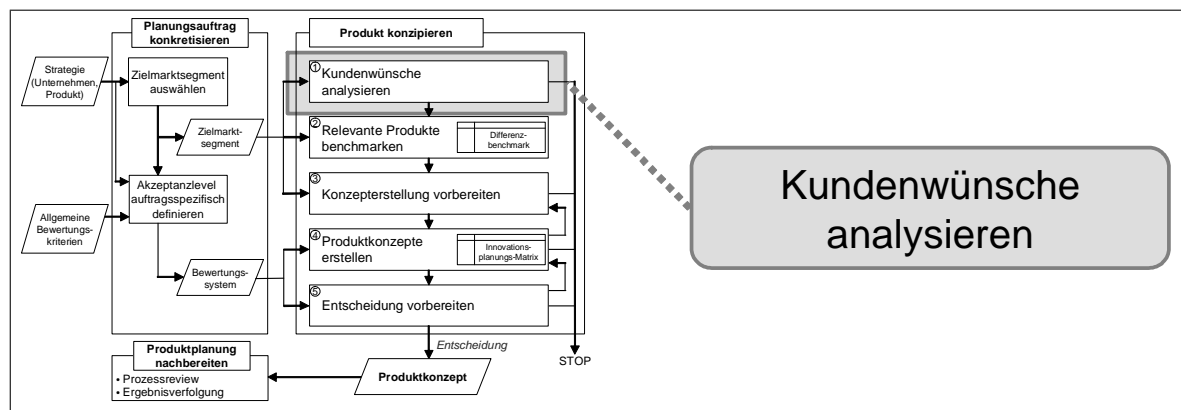 Planungsauftrag
konkretisieren
Strategie
(Unternehmen,
Produkt)
Zielmarktsegment
auswählen
Zielmarkt-
segment
Akzeptanzlevel
auftragsspezifisch
definieren
Allgemeine
Bewertungs-
kriterien
Bewertungs-
system
Produkt konzipieren
1
Kundenwünsche
analysieren
2
Relevante Produkte
benchmarken
Differenz-
benchmark
3
Konzepterstellung vorbereiten
4
Produktkonzepte
erstellen
Innovations-
planungs-Matrix
5
Entscheidung vorbereiten
Entscheidung
STOP
Produktkonzept
Produktplanung
nachbereiten
• Prozessreview
• Ergebnisverfolgung
Kundenwünsche
analysieren